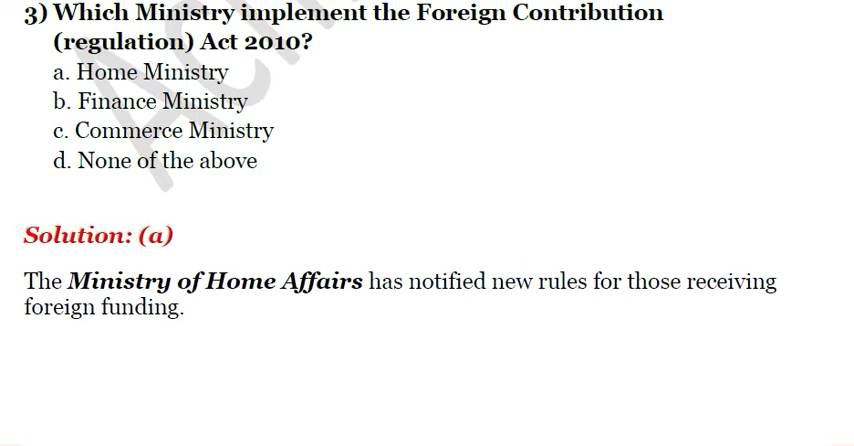 3) Which Ministry implement the Foreign Contribution
(regulation) Act 2010?
a. Home Ministry
b. Finance Ministry
c. Commerce Ministry
d. None of the above
Solution: (a)
The Ministry of Home Affairs has notified new rules for those receiving
foreign funding.